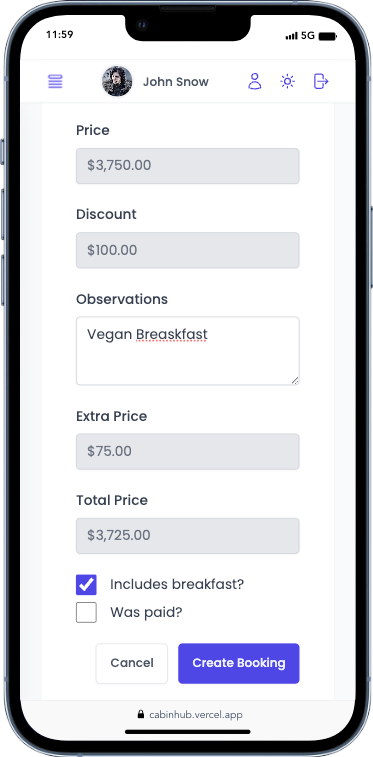 11:59
5G
John Snow
Price
$3,750.00
Discount
$100.00
Observations
Vegan Breaskfast
Extra Price
$75.00
Total Price
$3,725.00
Includes breakfast?
Was paid?
Cancel
Create Booking
cabinhub.vercel.app